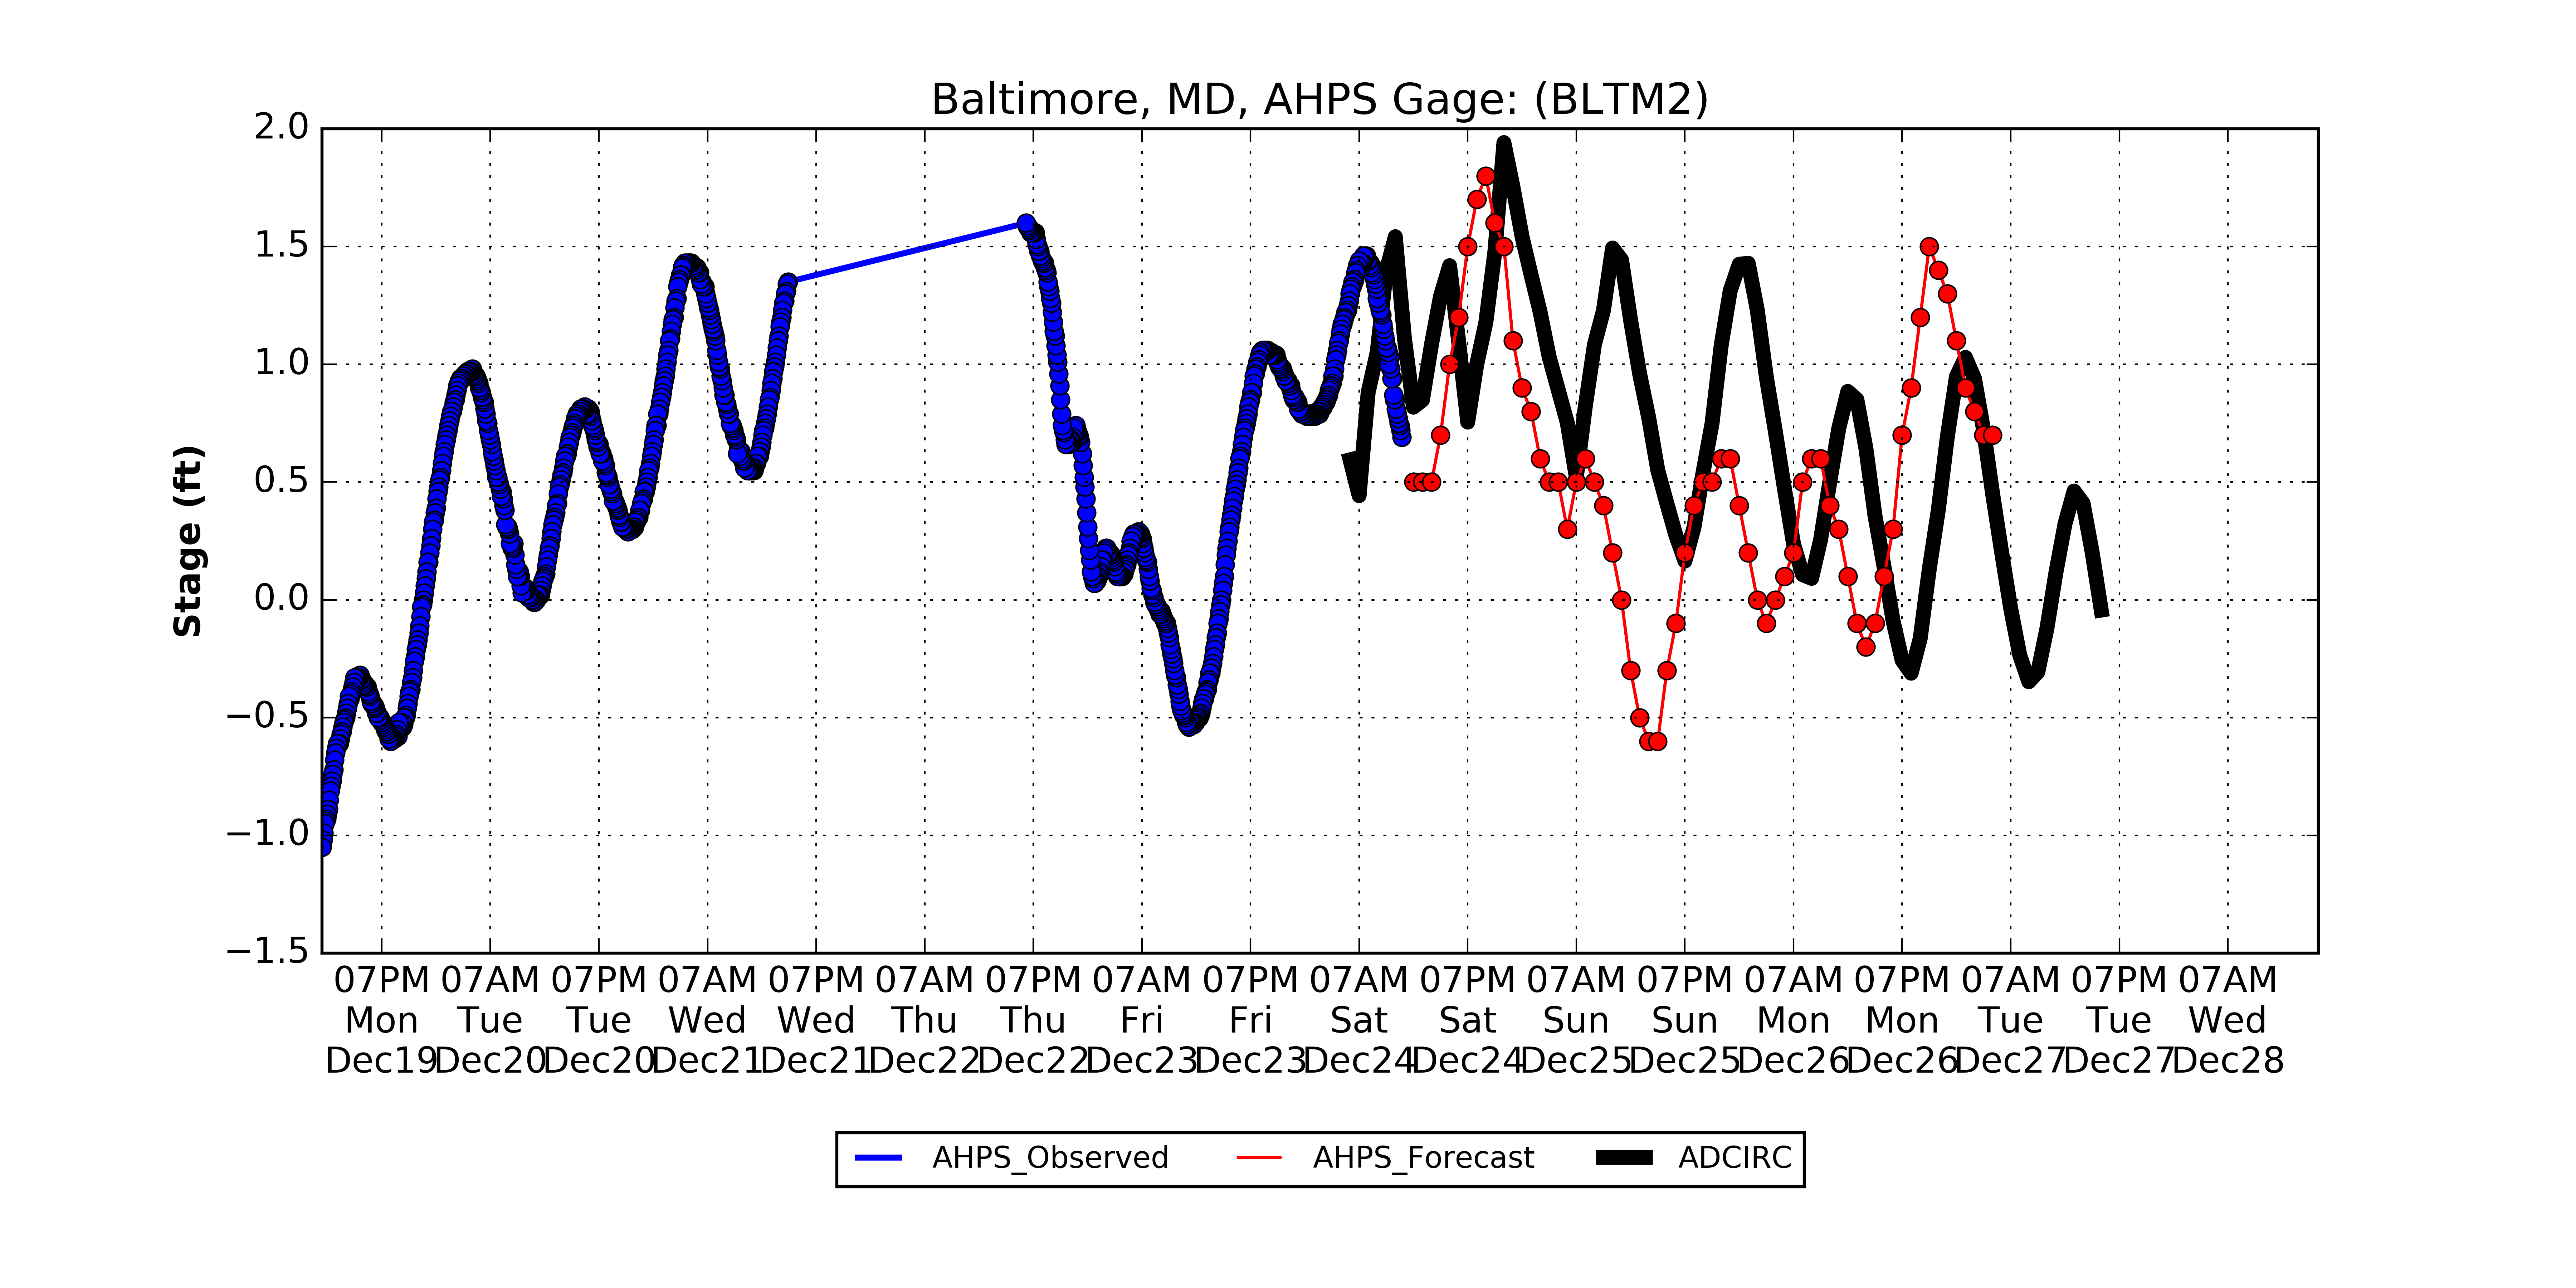 Baltimore, MD, AHPS Gage: (BLTM2)
2.0
1.5
1.0
0.5
0.0
−0.5
−1.0
−1.5
Stage (ft)
07PM 07AM 07PM 07AM 07PM 07AM 07PM 07AM 07PM 07AM 07PM 07AM 07PM 07AM 07PM 07AM 07PM 07AM
Mon Tue Tue Wed Wed Thu Thu Fri Fri Sat Sat Sun Sun Mon Mon Tue Tue Wed
Dec19 Dec20 Dec20 Dec21 Dec21 Dec22 Dec22 Dec23 Dec23 Dec24 Dec24 Dec25 Dec25 Dec26 Dec26 Dec27 Dec27 Dec28
AHPS_Observed AHPS_Forecast ADCIRC